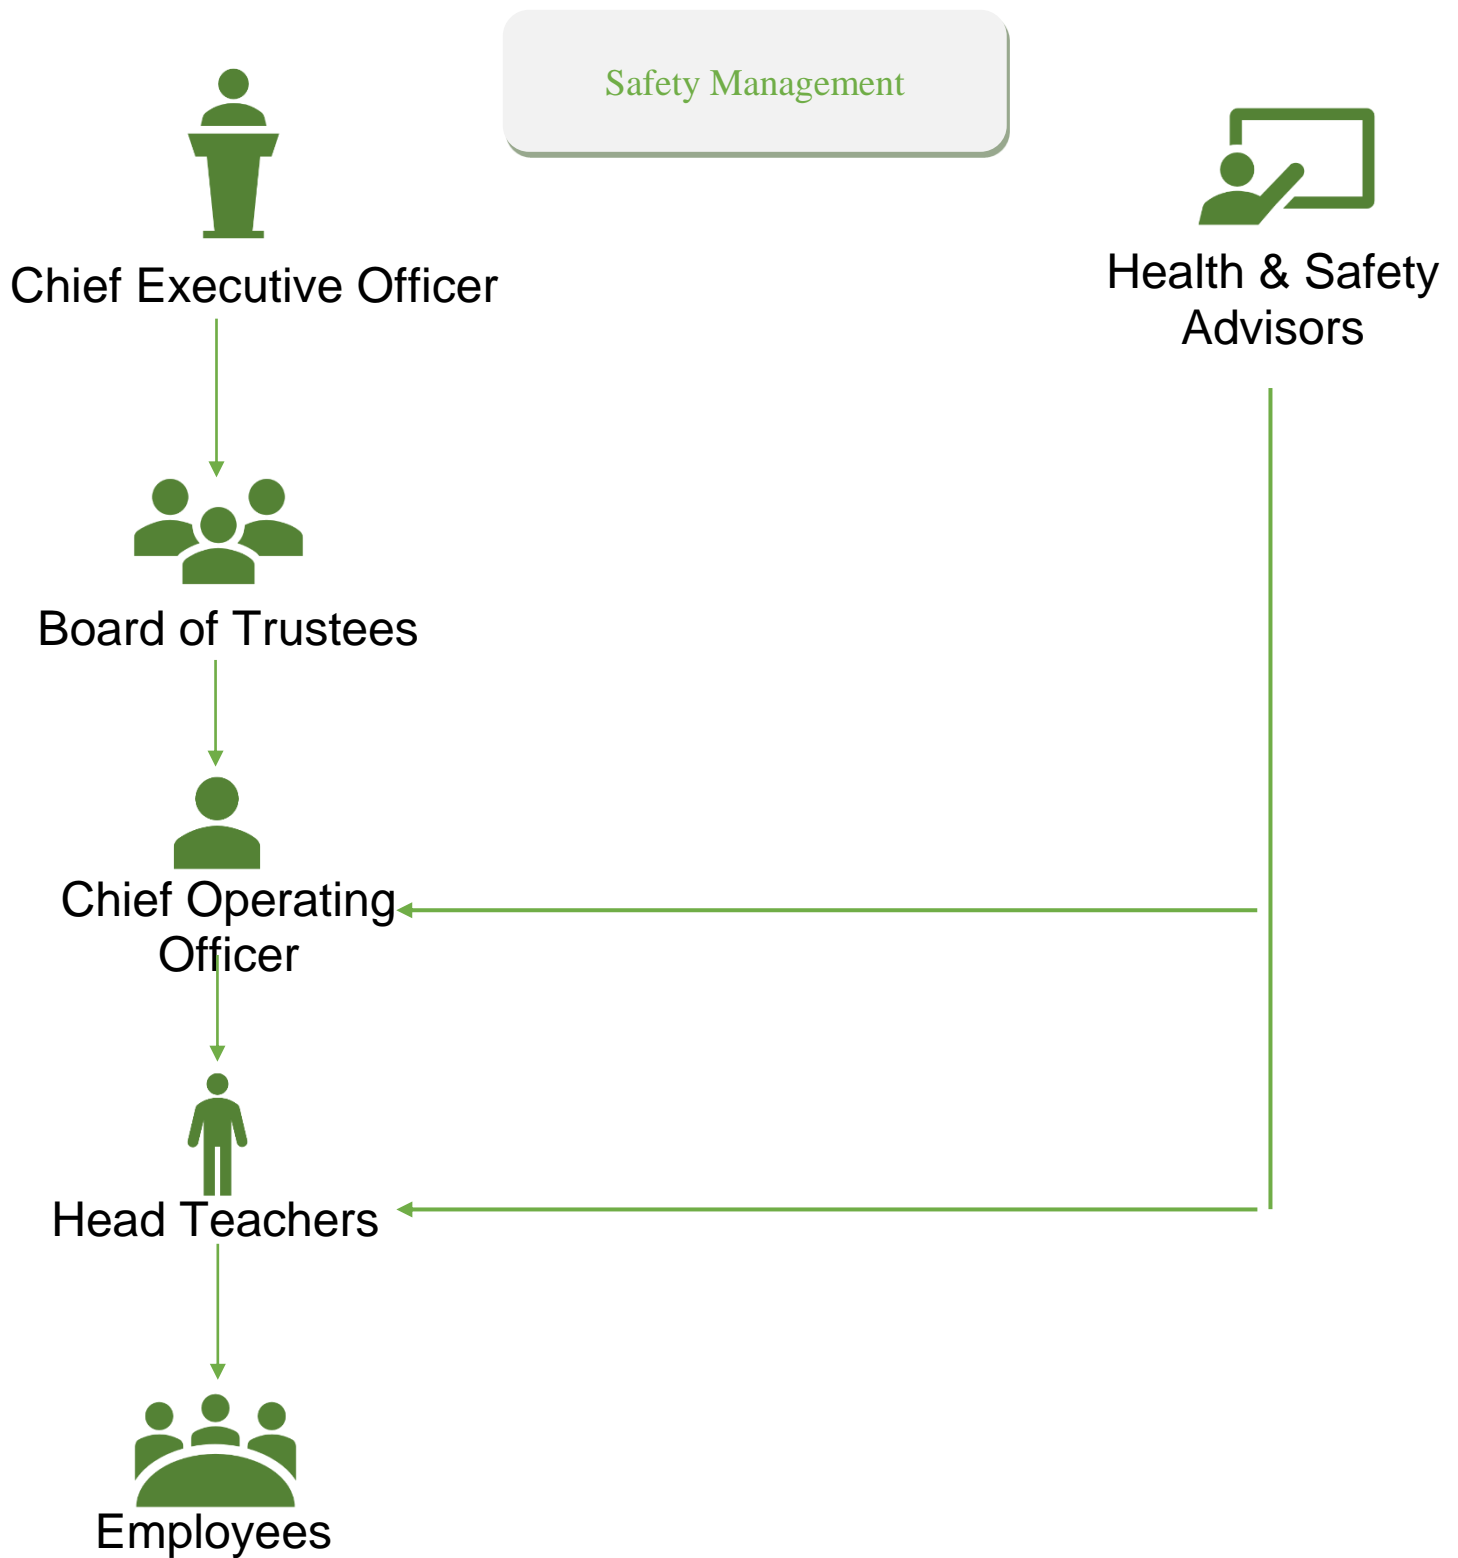 Safety Management
Chief Executive Officer
Health & Safety
Advisors
Board of Trustees
Chief Operating
Officer
Head Teachers
Employees